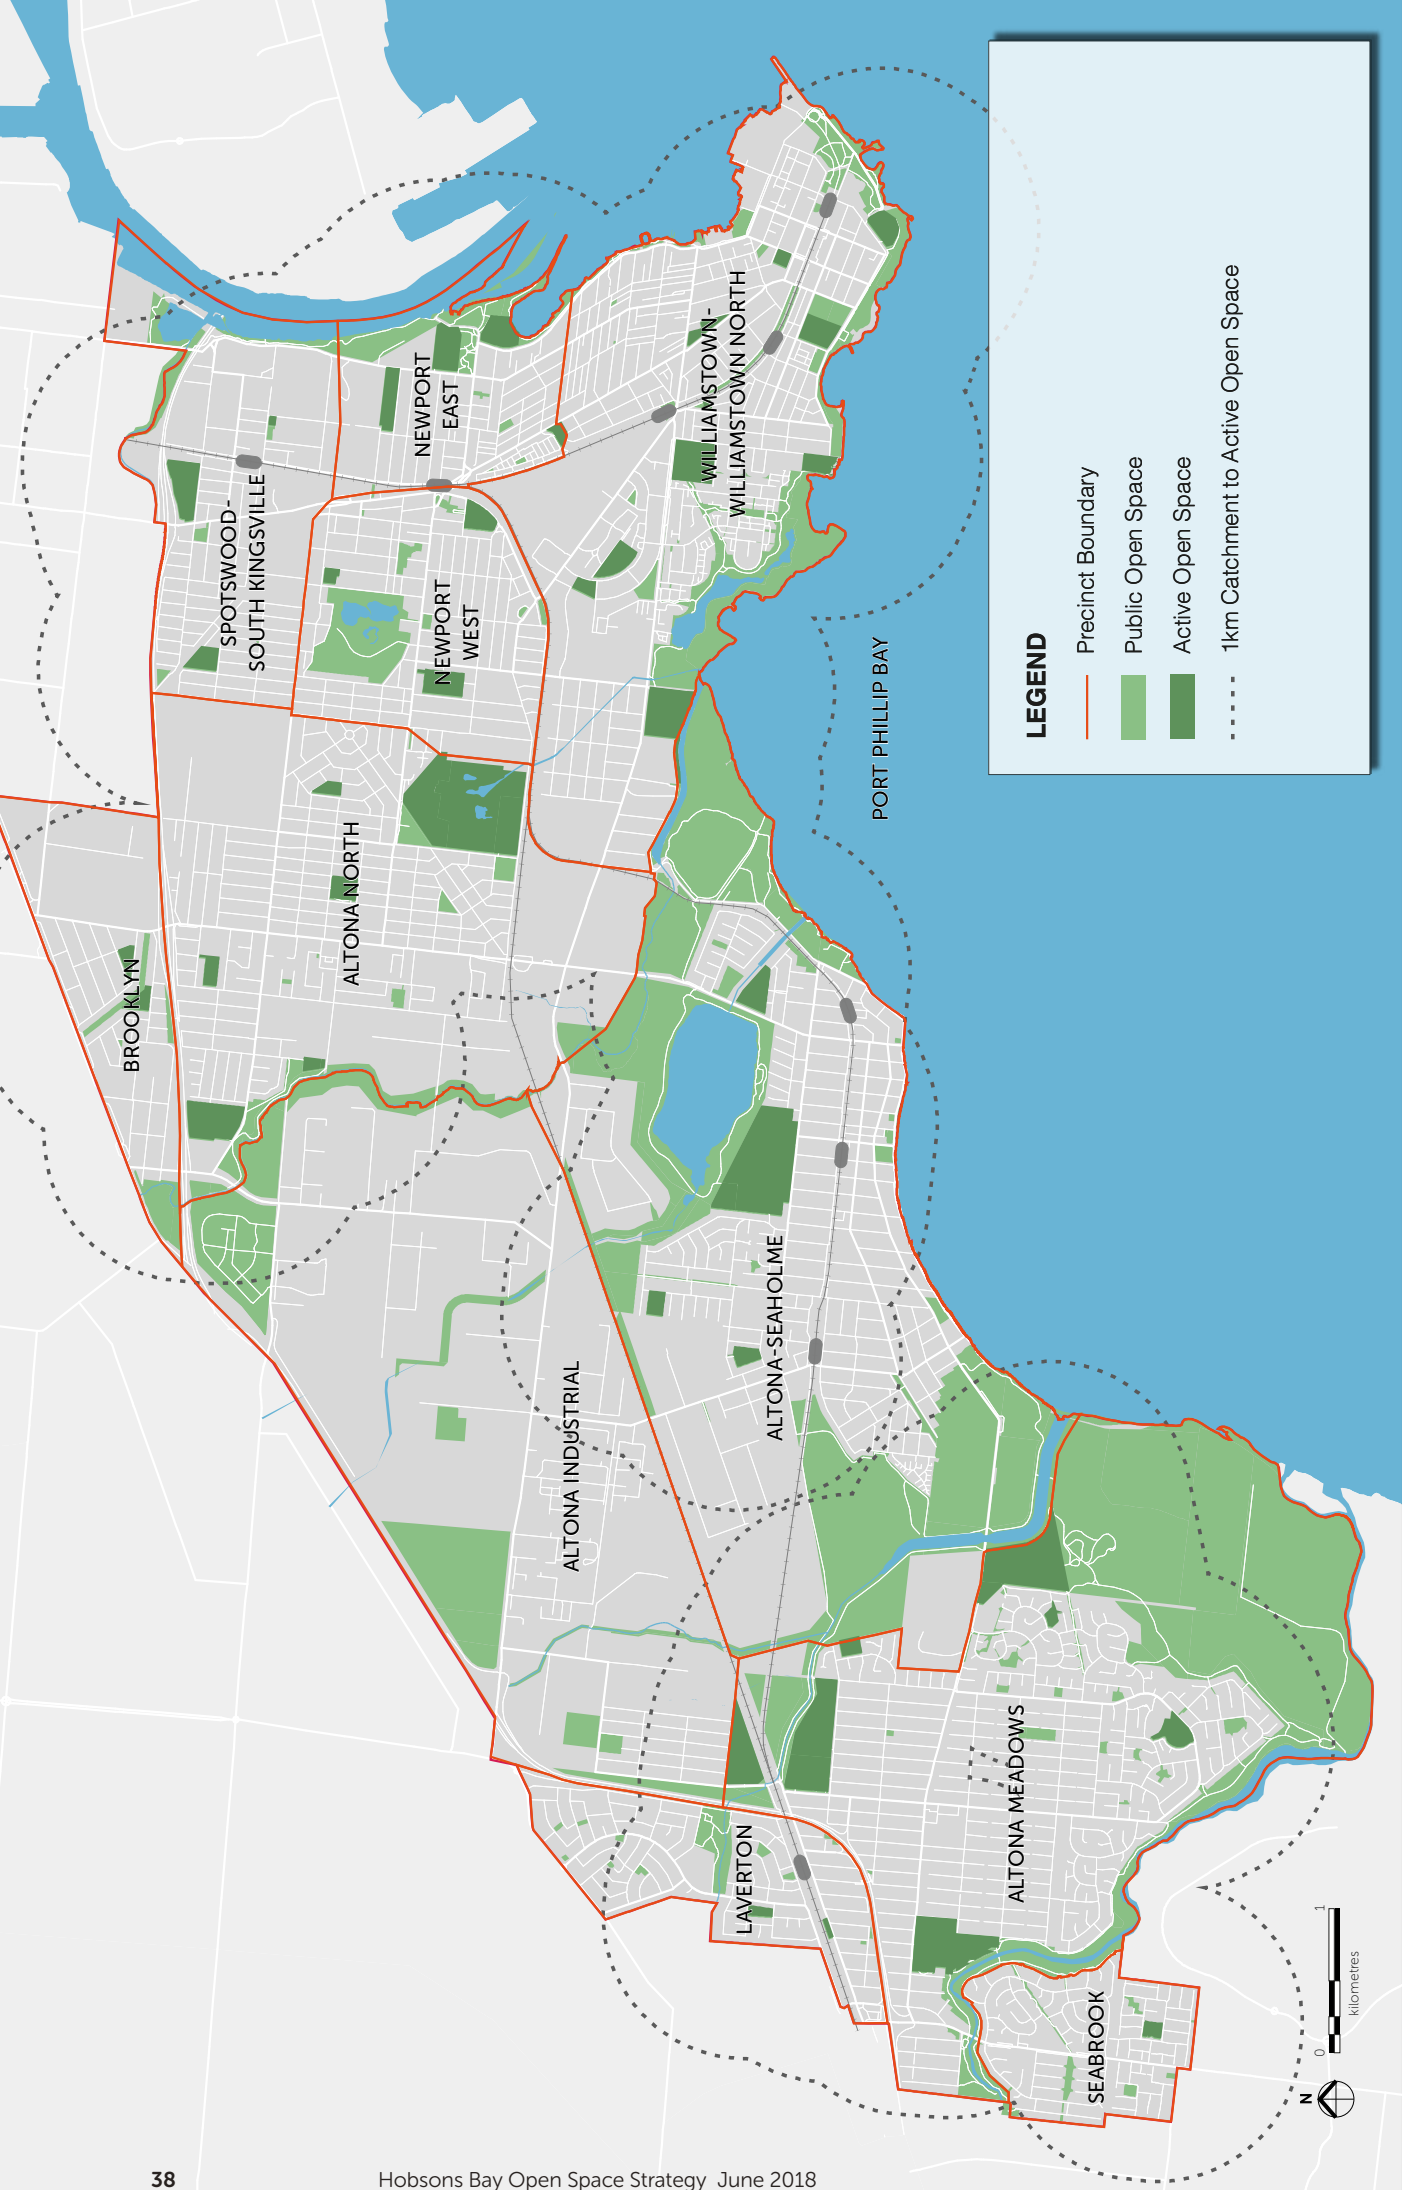 SPOTSWOOD-
SOUTH KINGSVILLE
NEWPORT
EAST
NEWPORT
WEST
WILLIAMSTOWN-
WILLIAMSTOWN NORTH
BROOKLYN
ALTONA NORTH
PORT PHILLIP BAY
ALTONA INDUSTRIAL
ALTONA-SEAHOLME
LAVERTON
ALTONA MEADOWS
SEABROOK
LEGEND
Precinct Boundary
Public Open Space
Active Open Space
1km Catchment to Active Open Space
N
0 1
kilometres
38 Hobsons Bay Open Space Strategy June 2018